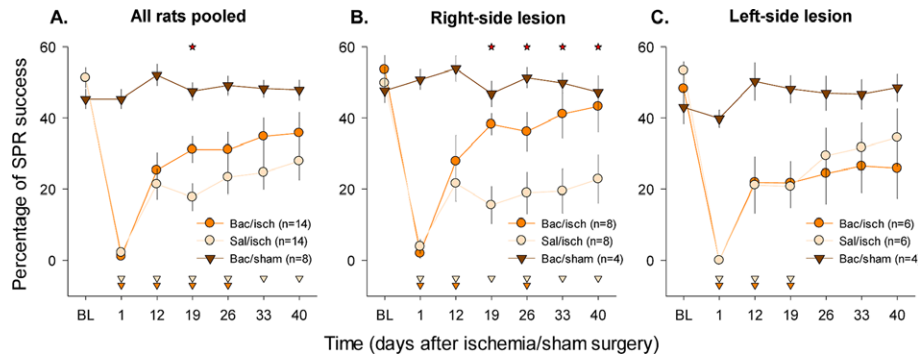 A. All rats pooled
B. Right-side lesion
C. Left-side lesion
Percentage of SPR success
60
40
20
0
Bac/isch (n=14)
Sal/isch (n=14)
Bac/sham (n=8)
BL 1 12 19 26 33 40
60
40
20
0
Bac/isch (n=8)
Sal/isch (n=8)
Bac/sham (n=4)
BL 1 12 19 26 33 40
60
40
20
0
Bac/isch (n=6)
Sal/isch (n=6)
Bac/sham (n=4)
BL 1 12 19 26 33 40
Time (days after ischemia/sham surgery)